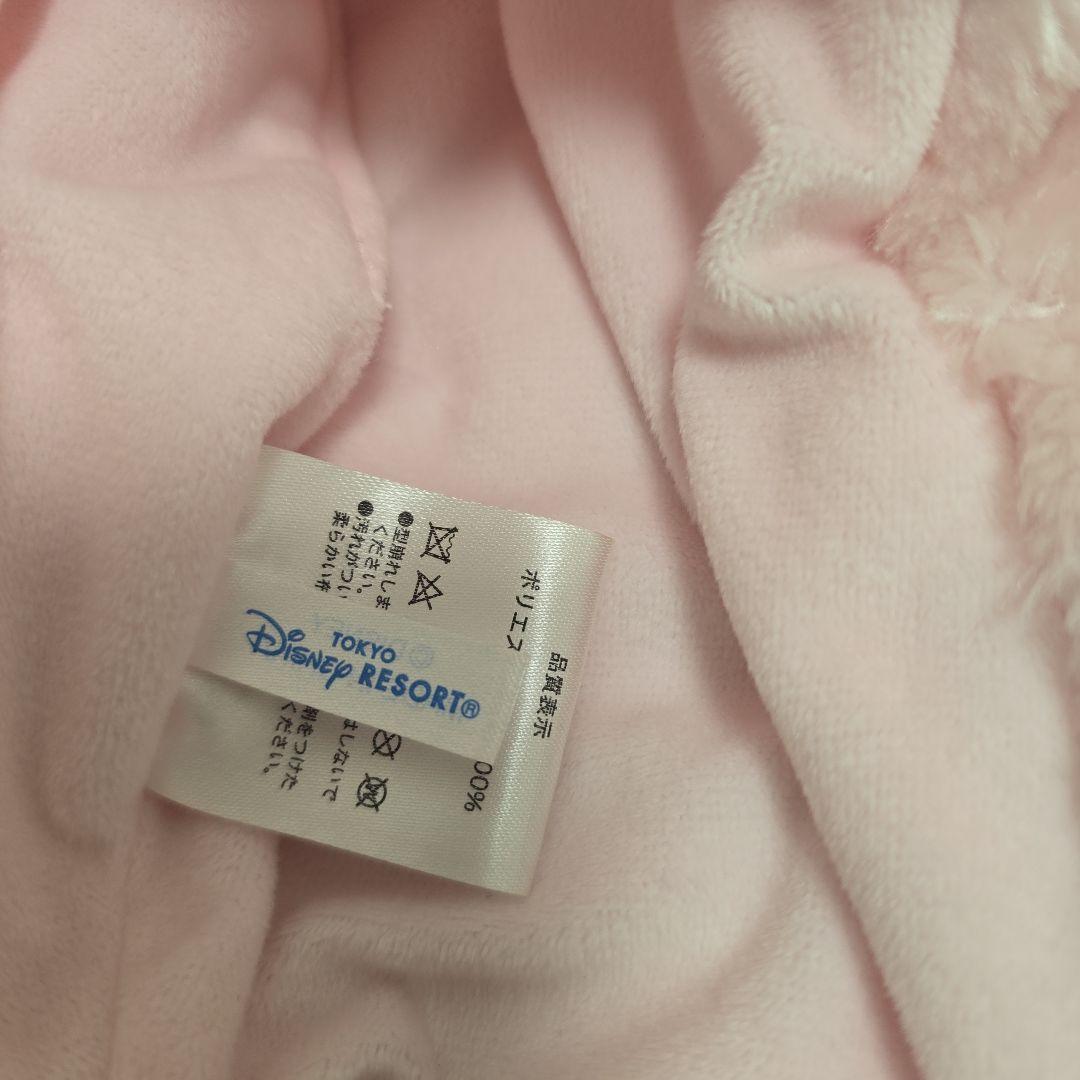 品質表示
ポリエス
00%
●型崩れしま
ください。
●汚れがつい
柔らかい布
はしないで
剤をつけた
ください。
TOKYO
Disney RESORT®